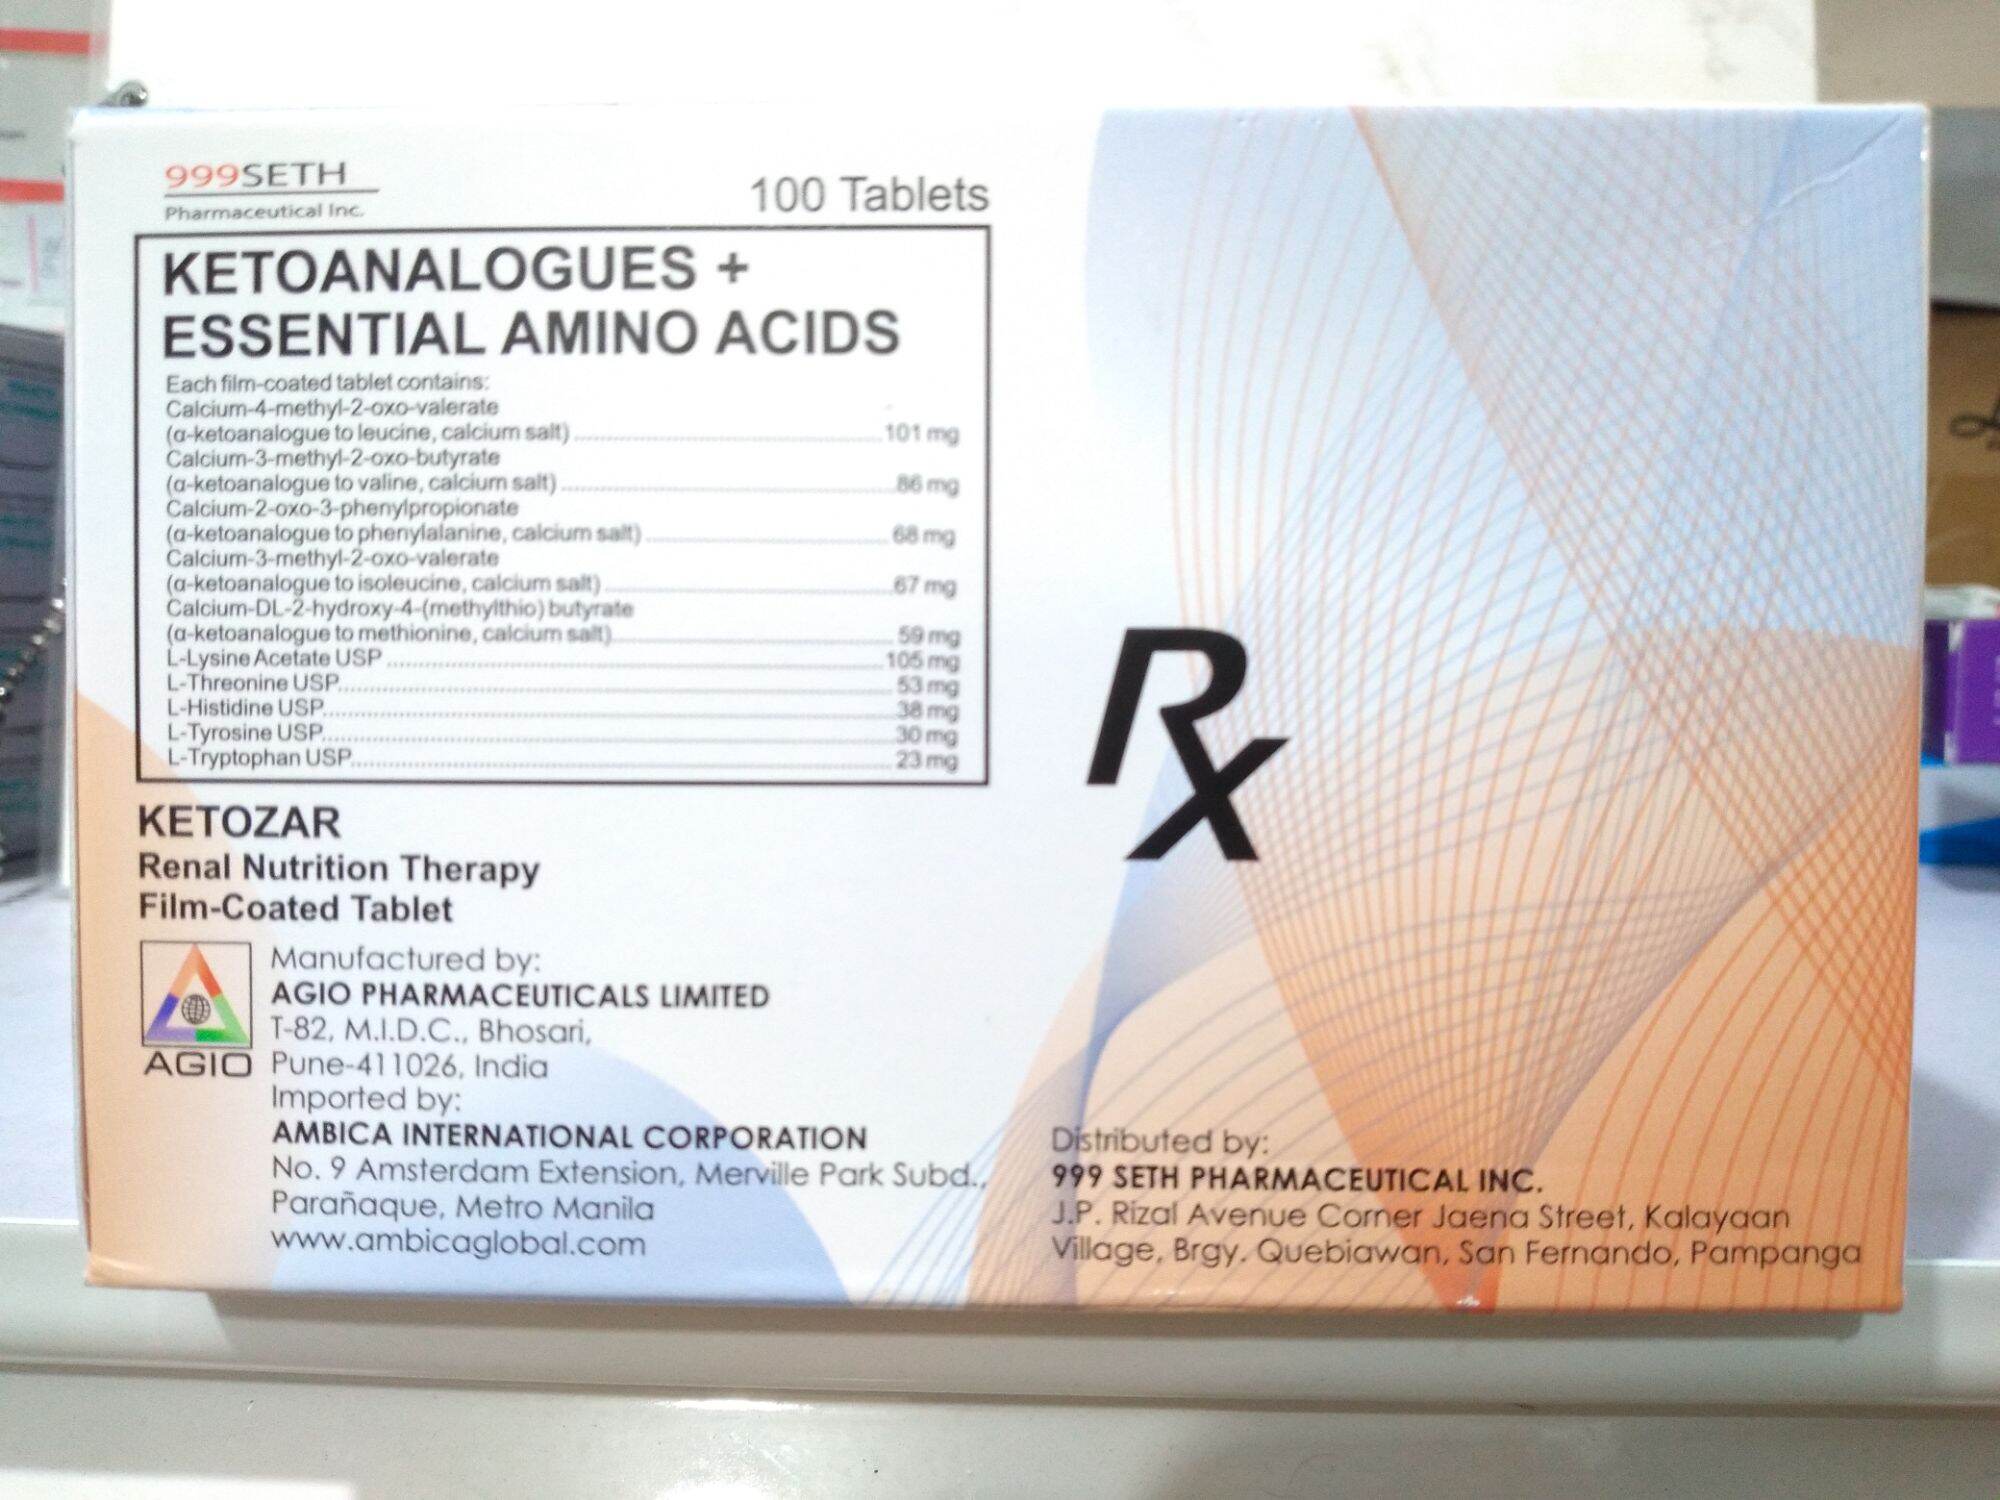 999SETH
Pharmaceutical Inc.
100 Tablets
KETOANALOGUES +
ESSENTIAL AMINO ACIDS
Each film-coated tablet contains:
Calcium-4-methyl-2-oxo-valerate
(α-ketoanalogue to leucine, calcium salt) 101 mg
Calcium-3-methyl-2-oxo-butyrate
(α-ketoanalogue to valine, calcium salt) 86 mg
Calcium-2-oxo-3-phenylpropionate
(α-ketoanalogue to phenylalanine, calcium salt) 68 mg
Calcium-3-methyl-2-oxo-valerate
(α-ketoanalogue to isoleucine, calcium salt) 67 mg
Calcium-DL-2-hydroxy-4-(methylthio) butyrate
(α-ketoanalogue to methionine, calcium salt) 59 mg
L-Lysine Acetate USP 105 mg
L-Threonine USP 53 mg
L-Histidine USP 38 mg
L-Tyrosine USP 30 mg
L-Tryptophan USP 23 mg
Rx
KETOZAR
Renal Nutrition Therapy
Film-Coated Tablet
AGIO
Manufactured by:
AGIO PHARMACEUTICALS LIMITED
T-82, M.I.D.C., Bhosari,
Pune-411026, India
Imported by:
AMBICA INTERNATIONAL CORPORATION
No. 9 Amsterdam Extension, Merville Park Subd.,
Parañaque, Metro Manila
www.ambicaglobal.com
Distributed by:
999 SETH PHARMACEUTICAL INC.
J.P. Rizal Avenue Corner Jaena Street, Kalayaan
Village, Brgy. Quebiawan, San Fernando, Pampanga